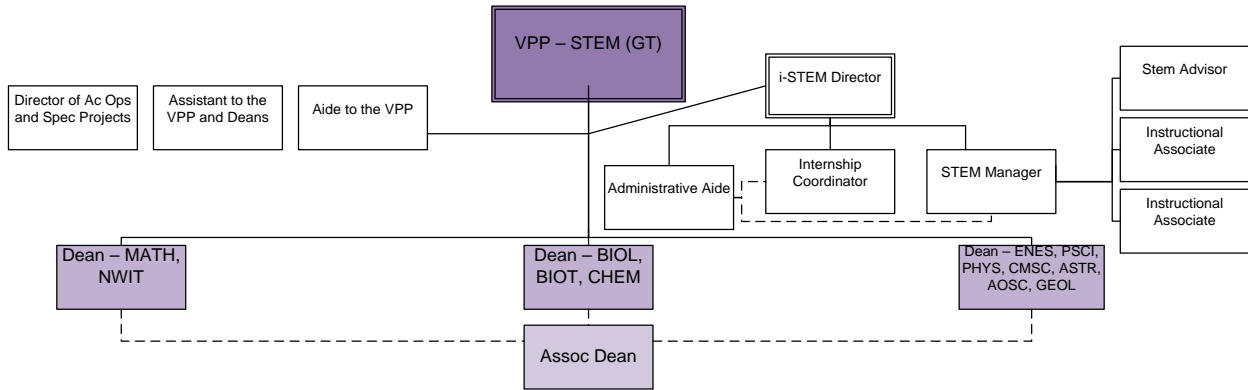 VPP – STEM (GT)
i-STEM Director
Stem Advisor
Director of Ac Ops
and Spec Projects
Assistant to the
VPP and Deans
Aide to the VPP
Instructional
Associate
Administrative Aide
Internship
Coordinator
STEM Manager
Instructional
Associate
Dean – MATH,
NWIT
Dean – BIOL,
BIOT, CHEM
Dean – ENES, PSCI,
PHYS, CMSC, ASTR,
AOSC, GEOL
Assoc Dean